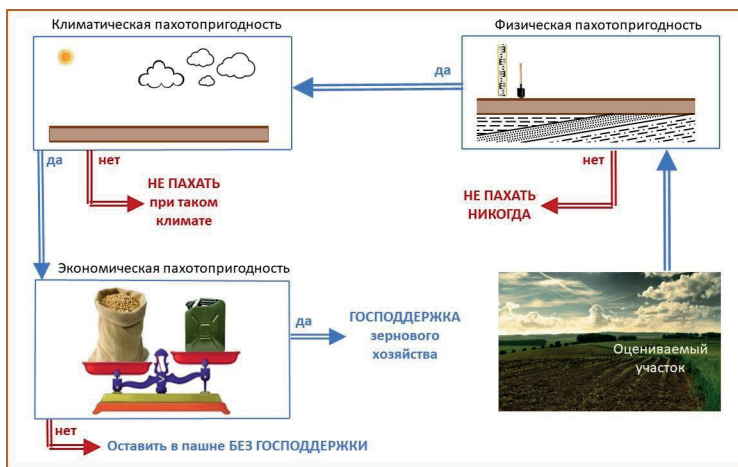 Климатическая пахотопригодность
Физическая пахотопригодность
да
да
нет
НЕ ПАХАТЬ
при таком
климате
нет
НЕ ПАХАТЬ
НИКОГДА
Экономическая пахотопригодность
да
ГОСПОДДЕРЖКА
зернового
хозяйства
Оцениваемый
участок
нет
Оставить в пашне БЕЗ ГОСПОДДЕРЖКИ